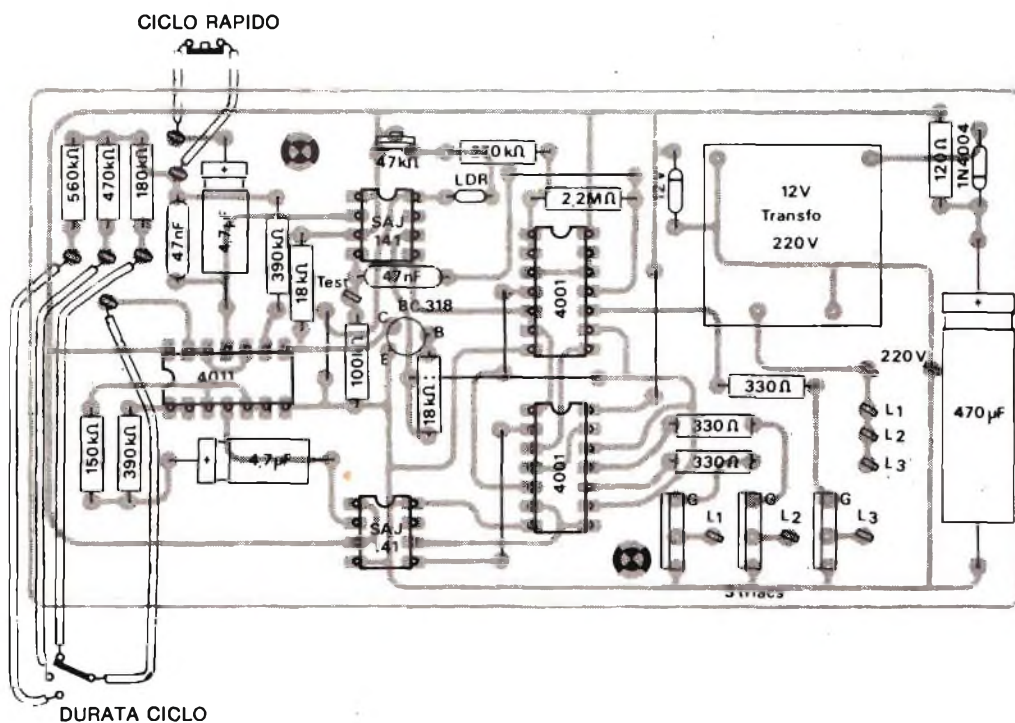 CICLO RAPIDO
560kΩ
470kΩ
180kΩ
47nF
4,7µF
390kΩ
18kΩ
47kΩ
SAJ
141
LDR
2,2MΩ
12V
12V
Transfo
220V
120Ω
1N4004
47nF
Test
BC 318
C
B
E
100kΩ
18kΩ
4001
4011
150kΩ
390kΩ
4,7µF
SAJ
141
4001
330Ω
330Ω
330Ω
220V
L1
L2
L3
470µF
G
L1
G
L2
G
L3
3 triacs
DURATA CICLO